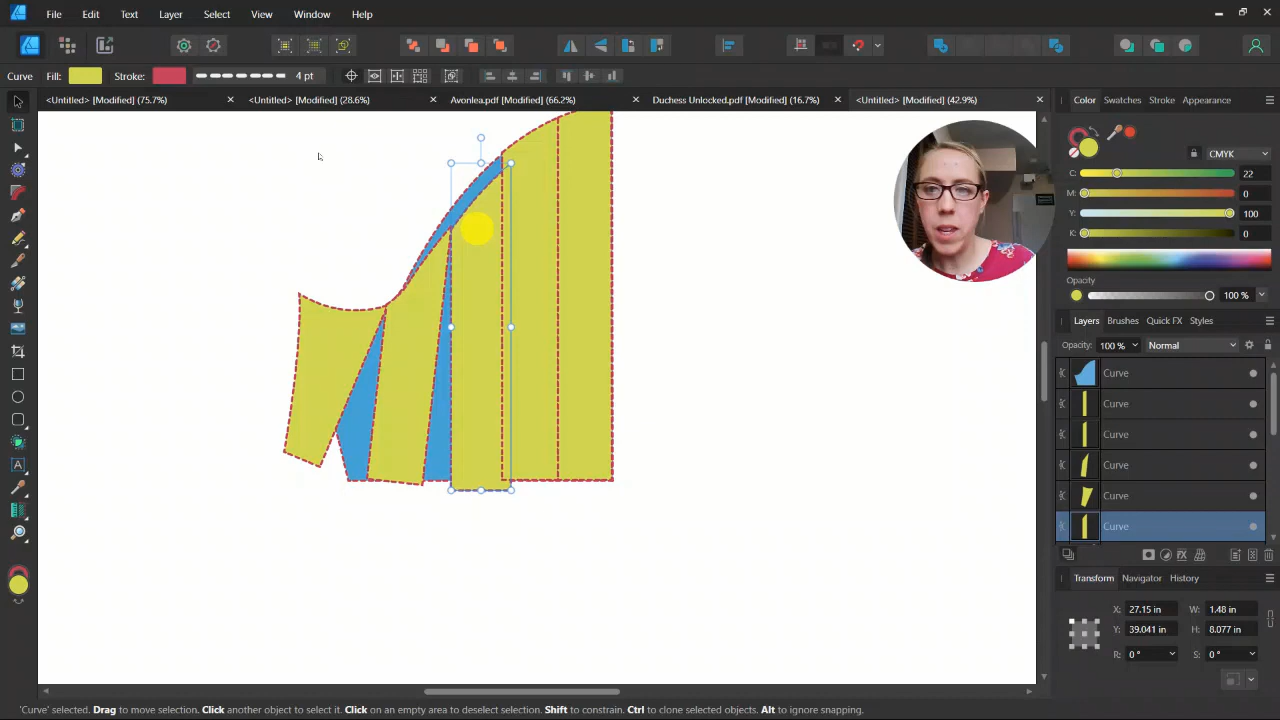 File Edit Text Layer Select View Window Help
Curve Fill: Stroke: 4 pt
<Untitled> [Modified] (75.7%) <Untitled> [Modified] (28.6%) Avonlea.pdf [Modified] (66.2%) Duchess Unlocked.pdf [Modified] (16.7%) <Untitled> [Modified] (42.9%)
Color Swatches Stroke Appearance
CMYK
C: 22
M: 0
Y: 100
K: 0
Opacity
100 %
Layers Brushes Quick FX Styles
Opacity: 100 % Normal
Curve
Curve
Curve
Curve
Curve
Curve
Transform Navigator History
X: 27.15 in W: 1.48 in
Y: 39.041 in H: 8.077 in
R: 0 ° S: 0 °
'Curve' selected. Drag to move selection. Click another object to select it. Click on an empty area to deselect selection. Shift to constrain. Ctrl to clone selected objects. Alt to ignore snapping.